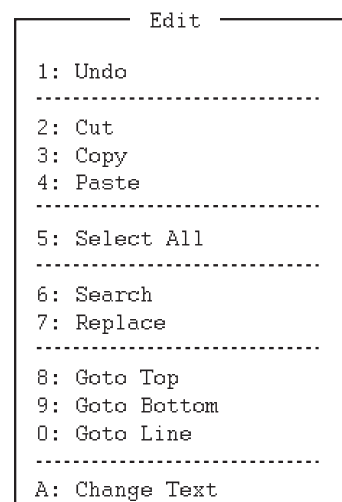 Edit
1: Undo
2: Cut
3: Copy
4: Paste
5: Select All
6: Search
7: Replace
8: Goto Top
9: Goto Bottom
0: Goto Line
A: Change Text